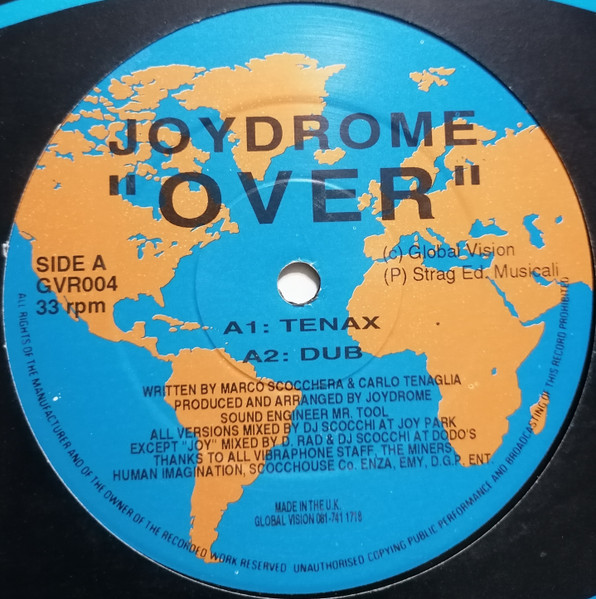 JOYDROME
"OVER"
(c) Global Vision
(P) Strag Ed. Musicali
SIDE A
GVR004
33 rpm
A1: TENAX
A2: DUB
WRITTEN BY MARCO SCOCCHERA & CARLO TENAGLIA
PRODUCED AND ARRANGED BY JOYDROME
SOUND ENGINEER MR. TOOL
ALL VERSIONS MIXED BY DJ SCOCCHI AT JOY PARK
EXCEPT "JOY" MIXED BY D. RAD & DJ SCOCCHI AT DODO'S
THANKS TO ALL VIBRAPHONE STAFF, THE MINERS,
HUMAN IMAGINATION, SCOCCHOUSE Co. ENZA, EMY, D.G.P. ENT
MADE IN THE U.K.
GLOBAL VISION 081-741 1718
ALL RIGHTS OF THE MANUFACTURER AND OF THE OWNER OF THE RECORDED WORK RESERVED. UNAUTHORISED COPYING PUBLIC PERFORMANCE AND BROADCASTING OF THIS RECORD PROHIBITED